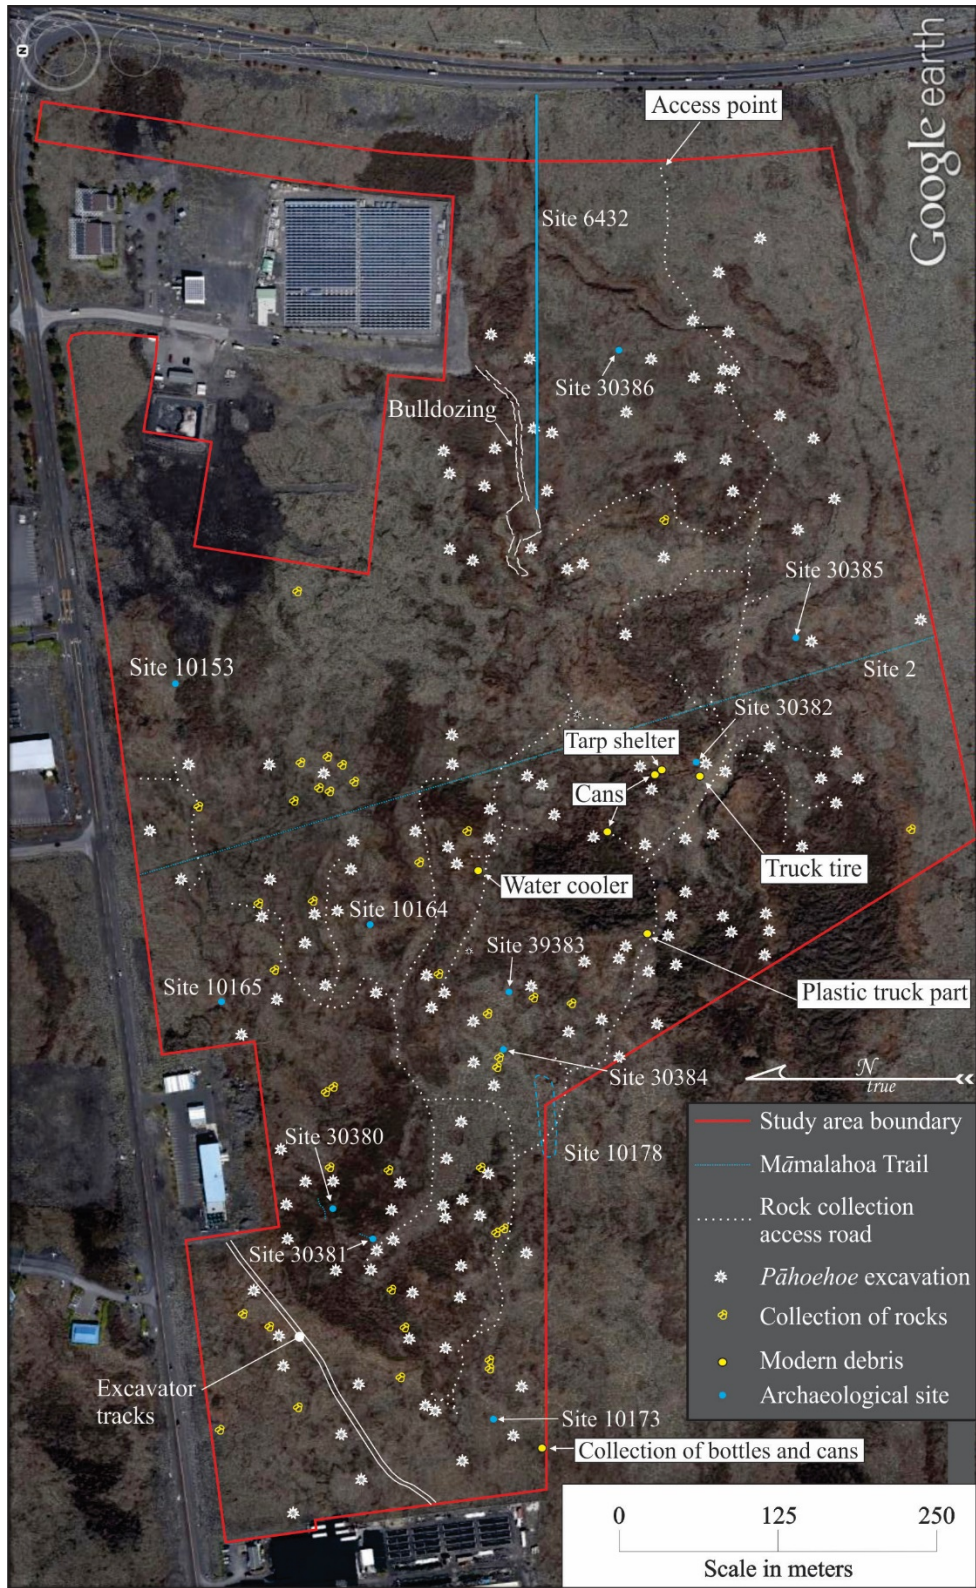 N
Google earth
Access point
Site 6432
Site 30386
Bulldozing
Site 30385
Site 10153
Site 2
Site 30382
Tarp shelter
Cans
Truck tire
Water cooler
Site 10164
Site 39383
Site 10165
Plastic truck part
N
true
Site 30384
Site 30380
Site 10178
Site 30381
Excavator
tracks
Site 10173
Collection of bottles and cans
Study area boundary
Māmalahoa Trail
Rock collection
access road
Pāhoehoe excavation
Collection of rocks
Modern debris
Archaeological site
0 125 250
Scale in meters